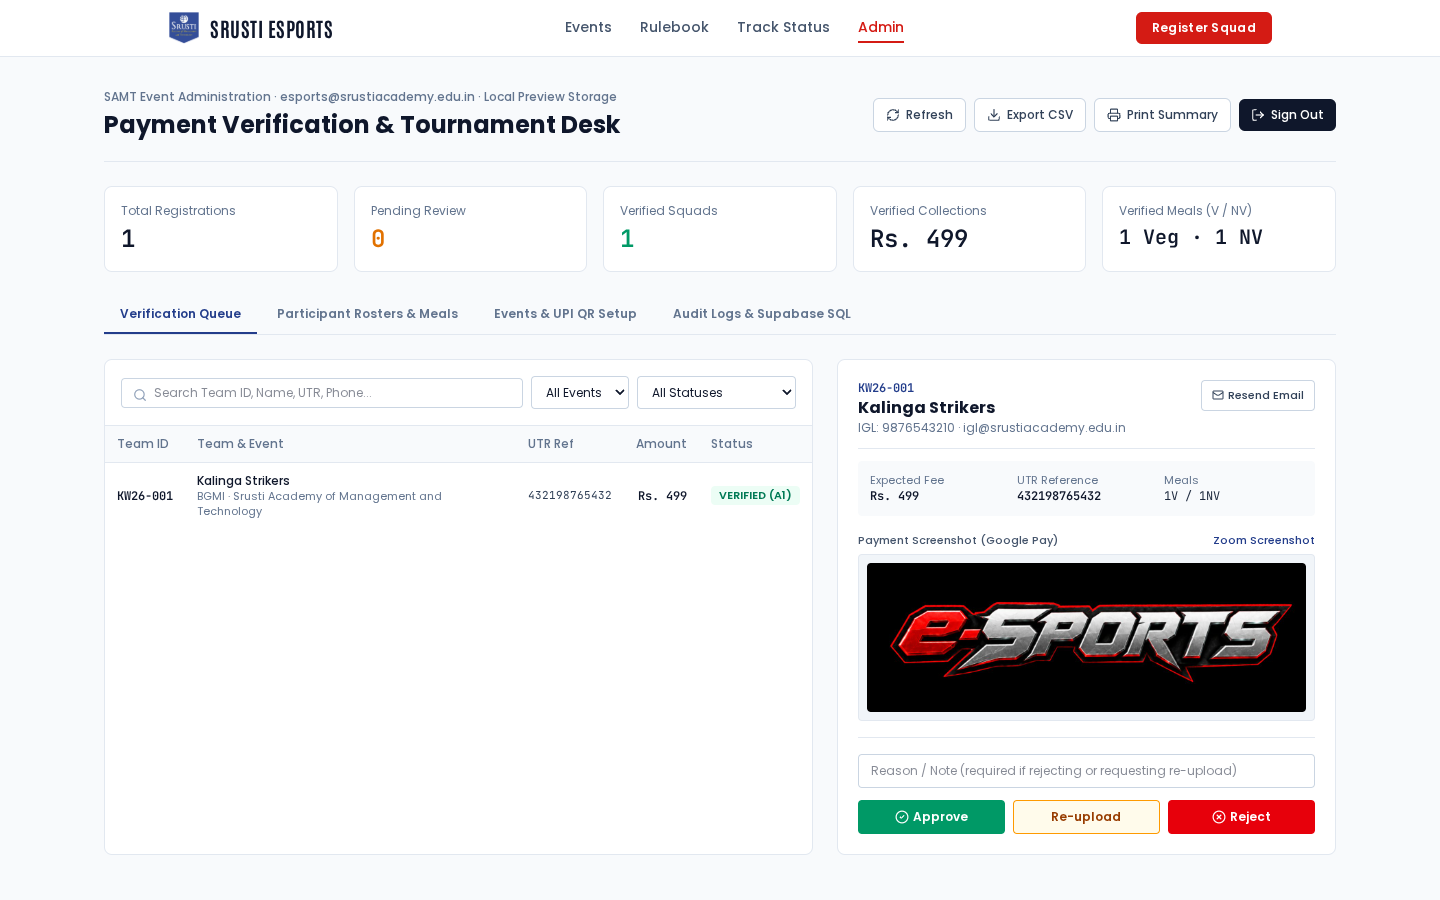 SRUSTI
SRUSTI ESPORTS
Events
Rulebook
Track Status
Admin
Register Squad
SAMT Event Administration · esports@srustiacademy.edu.in · Local Preview Storage
Payment Verification & Tournament Desk
Refresh
Export CSV
Print Summary
Sign Out
Total Registrations
1
Pending Review
0
Verified Squads
1
Verified Collections
Rs. 499
Verified Meals (V / NV)
1 Veg · 1 NV
Verification Queue
Participant Rosters & Meals
Events & UPI QR Setup
Audit Logs & Supabase SQL
Search Team ID, Name, UTR, Phone...
All Events
All Statuses
Team ID
Team & Event
UTR Ref
Amount
Status
KW26-001
Kalinga Strikers
BGMI · Srusti Academy of Management and
Technology
432198765432
Rs. 499
VERIFIED (A1)
KW26-001
Kalinga Strikers
IGL: 9876543210 · igl@srustiacademy.edu.in
Resend Email
Expected Fee
Rs. 499
UTR Reference
432198765432
Meals
1V / 1NV
Payment Screenshot (Google Pay)
Zoom Screenshot
e-SPORTS
Reason / Note (required if rejecting or requesting re-upload)
Approve
Re-upload
Reject